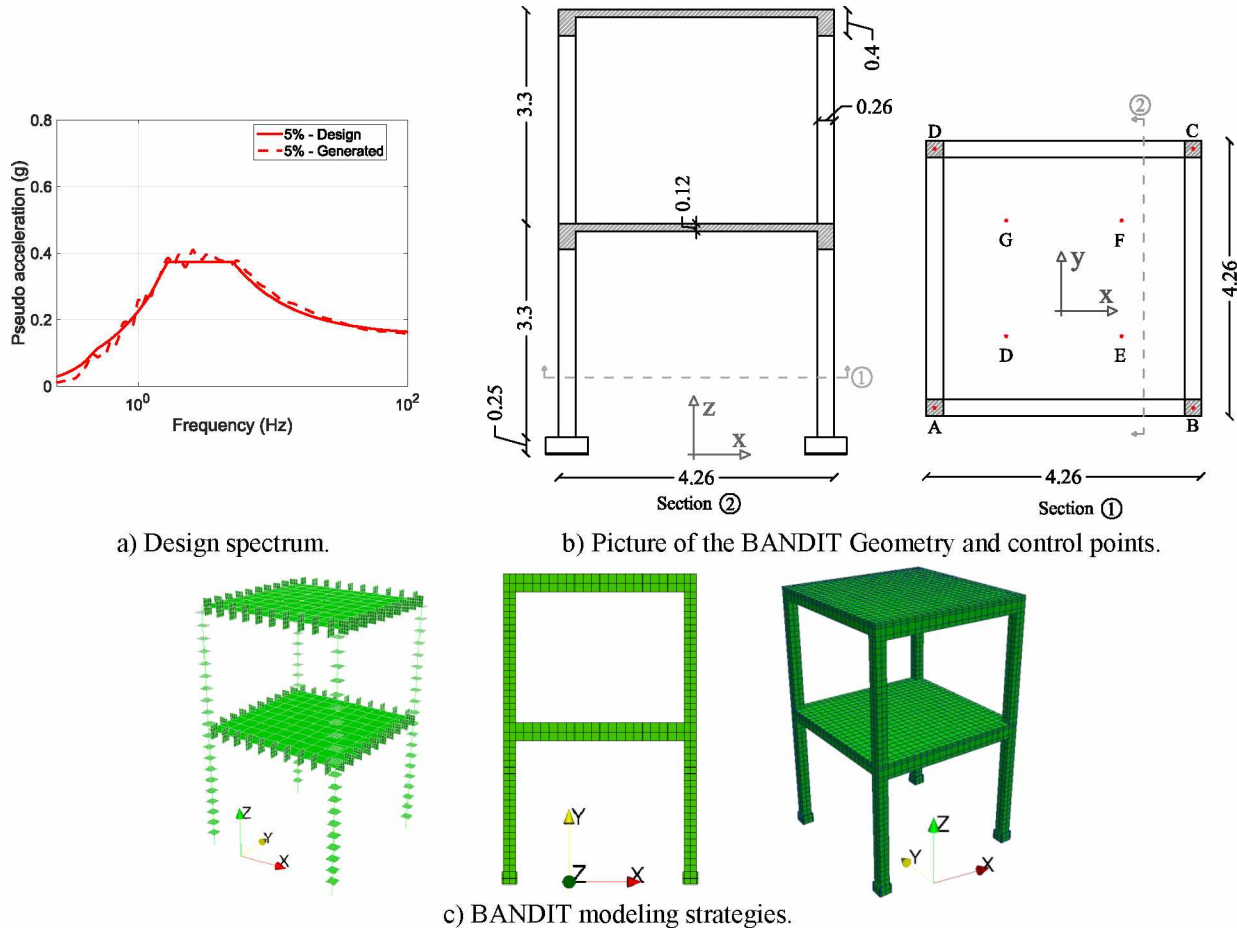 0.8
0.6
0.4
0.2
0
Pseudo acceleration (g)
5% - Design
5% - Generated
10^0
10^2
Frequency (Hz)
a) Design spectrum.
3.3
3.3
0.25
0.4
0.26
0.12
1
z
x
4.26
Section ②
2
D
C
G
F
y
x
D
E
A
B
4.26
4.26
Section ①
b) Picture of the BANDIT Geometry and control points.
Z
Y
X
Y
Z
X
Z
Y
X
c) BANDIT modeling strategies.